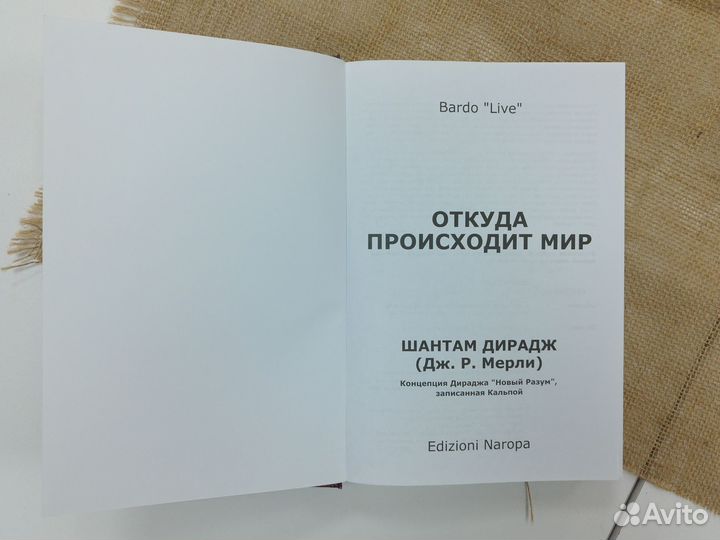 Bardo "Live"
ОТКУДА
ПРОИСХОДИТ МИР
ШАНТАМ ДИРАДЖ
(Дж. Р. Мерли)
Концепция Дираджа "Новый Разум",
записанная Кальпой
Edizioni Naropa
Avito